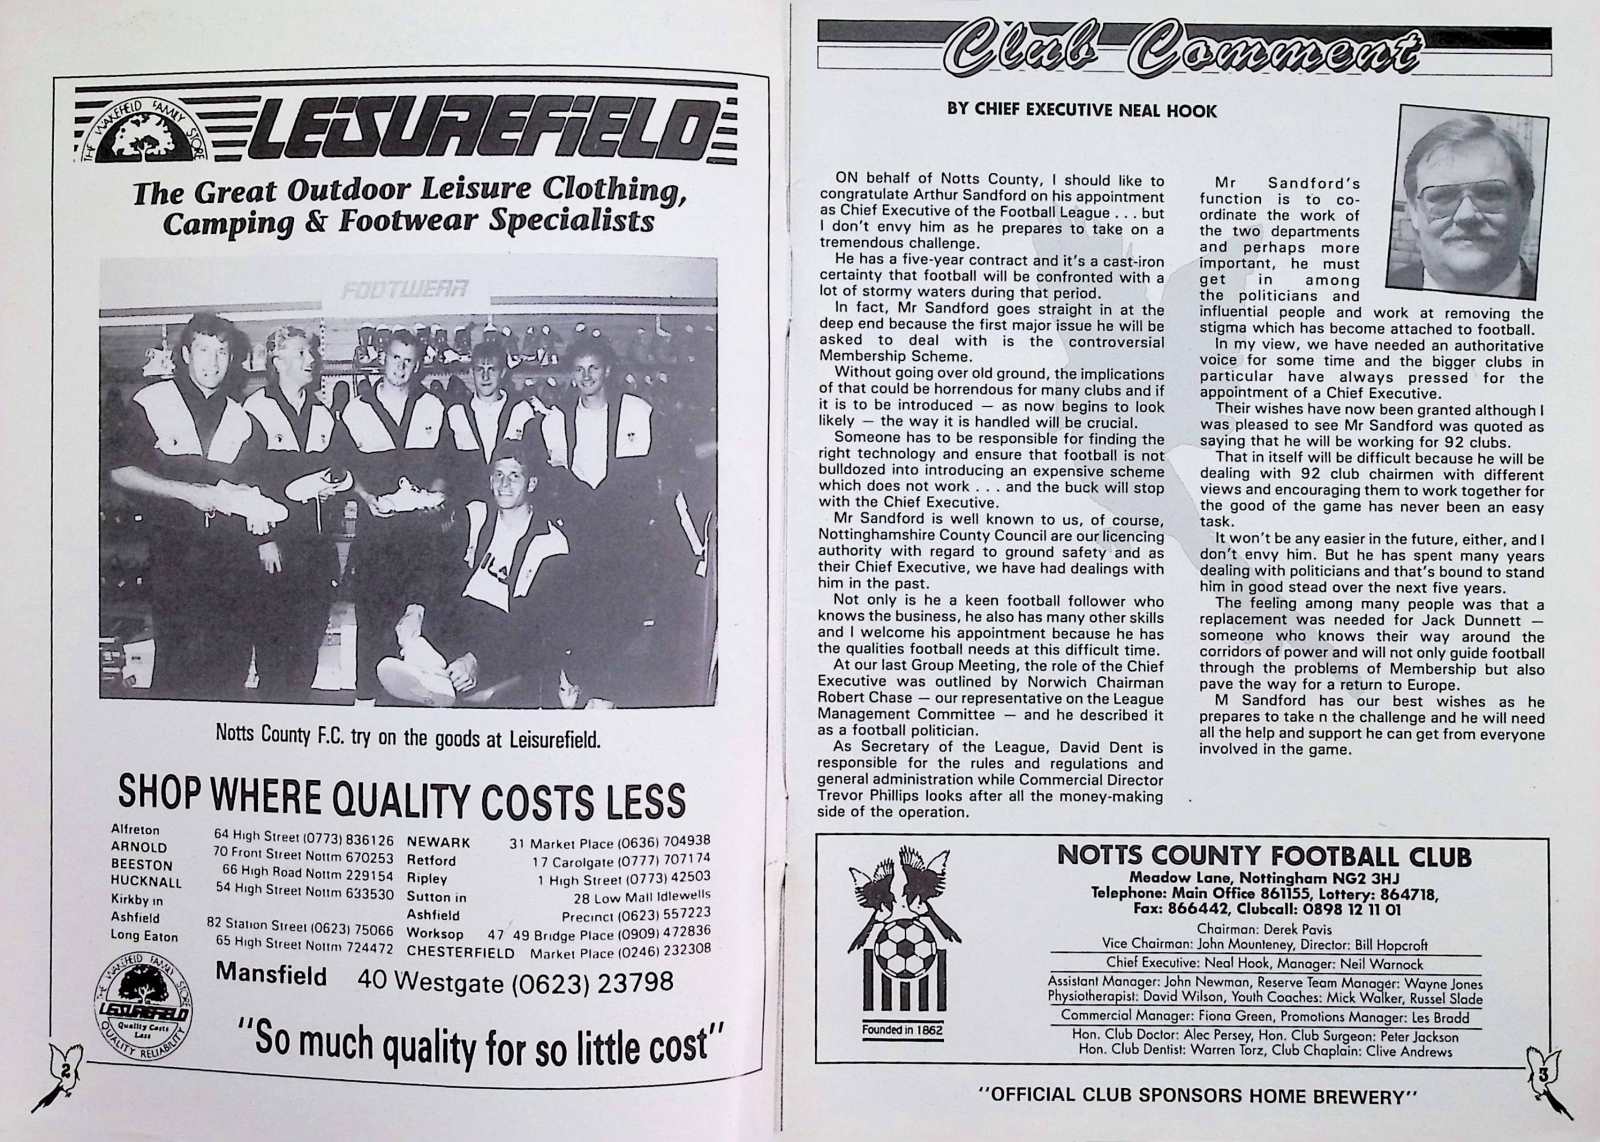 THE WAKEFIELD FAMILY STORE
LEISUREFIELD
The Great Outdoor Leisure Clothing,
Camping & Footwear Specialists
FOOTWEAR
FILA
Notts County F.C. try on the goods at Leisurefield.
SHOP WHERE QUALITY COSTS LESS
Alfreton 64 High Street (0773) 836126
ARNOLD 70 Front Street Nottm 670253
BEESTON 66 High Road Nottm 229154
HUCKNALL 54 High Street Nottm 633530
Kirkby in
Ashfield 82 Station Street (0623) 75066
Long Eaton 65 High Street Nottm 724472
NEWARK 31 Market Place (0636) 704938
Retford 17 Carolgate (0777) 707174
Ripley 1 High Street (0773) 42503
Sutton in 28 Low Mall Idlewells
Ashfield Precinct (0623) 557223
Worksop 47 49 Bridge Place (0909) 472836
CHESTERFIELD Market Place (0246) 232308
Mansfield 40 Westgate (0623) 23798
THE WAKEFIELD FAMILY STORE
LEISUREFIELD
Quality Costs
Less
QUALITY RELIABILITY
"So much quality for so little cost"
2
Club Comment
BY CHIEF EXECUTIVE NEAL HOOK
ON behalf of Notts County, I should like to
congratulate Arthur Sandford on his appointment
as Chief Executive of the Football League . . . but
I don't envy him as he prepares to take on a
tremendous challenge.
He has a five-year contract and it's a cast-iron
certainty that football will be confronted with a
lot of stormy waters during that period.
In fact, Mr Sandford goes straight in at the
deep end because the first major issue he will be
asked to deal with is the controversial
Membership Scheme.
Without going over old ground, the implications
of that could be horrendous for many clubs and if
it is to be introduced — as now begins to look
likely — the way it is handled will be crucial.
Someone has to be responsible for finding the
right technology and ensure that football is not
bulldozed into introducing an expensive scheme
which does not work . . . and the buck will stop
with the Chief Executive.
Mr Sandford is well known to us, of course,
Nottinghamshire County Council are our licencing
authority with regard to ground safety and as
their Chief Executive, we have had dealings with
him in the past.
Not only is he a keen football follower who
knows the business, he also has many other skills
and I welcome his appointment because he has
the qualities football needs at this difficult time.
At our last Group Meeting, the role of the Chief
Executive was outlined by Norwich Chairman
Robert Chase — our representative on the League
Management Committee — and he described it
as a football politician.
As Secretary of the League, David Dent is
responsible for the rules and regulations and
general administration while Commercial Director
Trevor Phillips looks after all the money-making
side of the operation.
Mr Sandford's
function is to co-
ordinate the work of
the two departments
and perhaps more
important, he must
get in among
the politicians and
influential people and work at removing the
stigma which has become attached to football.
In my view, we have needed an authoritative
voice for some time and the bigger clubs in
particular have always pressed for the
appointment of a Chief Executive.
Their wishes have now been granted although I
was pleased to see Mr Sandford was quoted as
saying that he will be working for 92 clubs.
That in itself will be difficult because he will be
dealing with 92 club chairmen with different
views and encouraging them to work together for
the good of the game has never been an easy
task.
It won't be any easier in the future, either, and I
don't envy him. But he has spent many years
dealing with politicians and that's bound to stand
him in good stead over the next five years.
The feeling among many people was that a
replacement was needed for Jack Dunnett —
someone who knows their way around the
corridors of power and will not only guide football
through the problems of Membership but also
pave the way for a return to Europe.
M Sandford has our best wishes as he
prepares to take n the challenge and he will need
all the help and support he can get from everyone
involved in the game.
Founded in 1862
NOTTS COUNTY FOOTBALL CLUB
Meadow Lane, Nottingham NG2 3HJ
Telephone: Main Office 861155, Lottery: 864718,
Fax: 866442, Clubcall: 0898 12 11 01
Chairman: Derek Pavis
Vice Chairman: John Mounteney, Director: Bill Hopcroft
Chief Executive: Neal Hook, Manager: Neil Warnock
Assistant Manager: John Newman, Reserve Team Manager: Wayne Jones
Physiotherapist: David Wilson, Youth Coaches: Mick Walker, Russel Slade
Commercial Manager: Fiona Green, Promotions Manager: Les Bradd
Hon. Club Doctor: Alec Persey, Hon. Club Surgeon: Peter Jackson
Hon. Club Dentist: Warren Torz, Club Chaplain: Clive Andrews
"OFFICIAL CLUB SPONSORS HOME BREWERY"
3